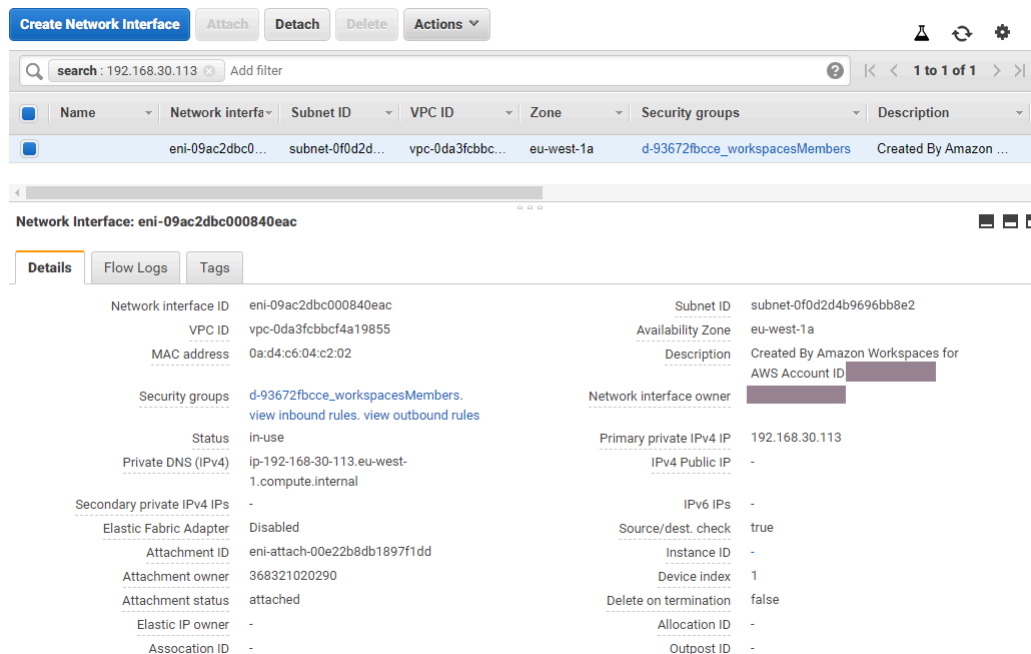 Create Network Interface Attach Detach Delete Actions
search : 192.168.30.113 Add filter 1 to 1 of 1
Name Network interfa Subnet ID VPC ID Zone Security groups Description
eni-09ac2dbc0... subnet-0f0d2d... vpc-0da3fcbbc... eu-west-1a d-93672fbcce_workspacesMembers Created By Amazon ...
Network Interface: eni-09ac2dbc000840eac
Details Flow Logs Tags
Network interface ID eni-09ac2dbc000840eac Subnet ID subnet-0f0d2d4b9696bb8e2
VPC ID vpc-0da3fcbbcf4a19855 Availability Zone eu-west-1a
MAC address 0a:d4:c6:04:c2:02 Description Created By Amazon Workspaces for
AWS Account ID
Security groups d-93672fbcce_workspacesMembers. Network interface owner
view inbound rules. view outbound rules
Status in-use Primary private IPv4 IP 192.168.30.113
Private DNS (IPv4) ip-192-168-30-113.eu-west- IPv4 Public IP -
1.compute.internal
Secondary private IPv4 IPs - IPv6 IPs -
Elastic Fabric Adapter Disabled Source/dest. check true
Attachment ID eni-attach-00e22b8db1897f1dd Instance ID -
Attachment owner 368321020290 Device index 1
Attachment status attached Delete on termination false
Elastic IP owner - Allocation ID -
Assocation ID - Outpost ID -